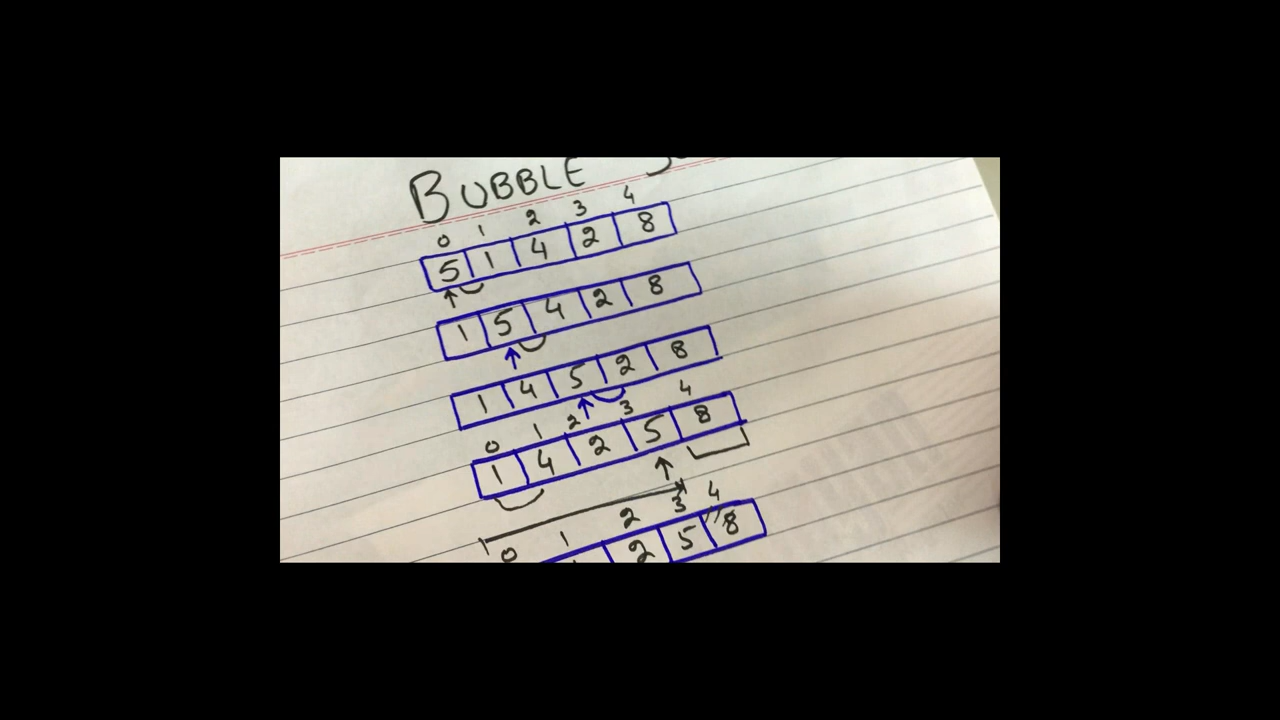 BUBBLE
0 1 2 3 4
5 1 4 2 8
1 5 4 2 8
1 4 5 2 8
0 1 2 3 4
1 4 2 5 8
0 1 2 3 4
2 5 8